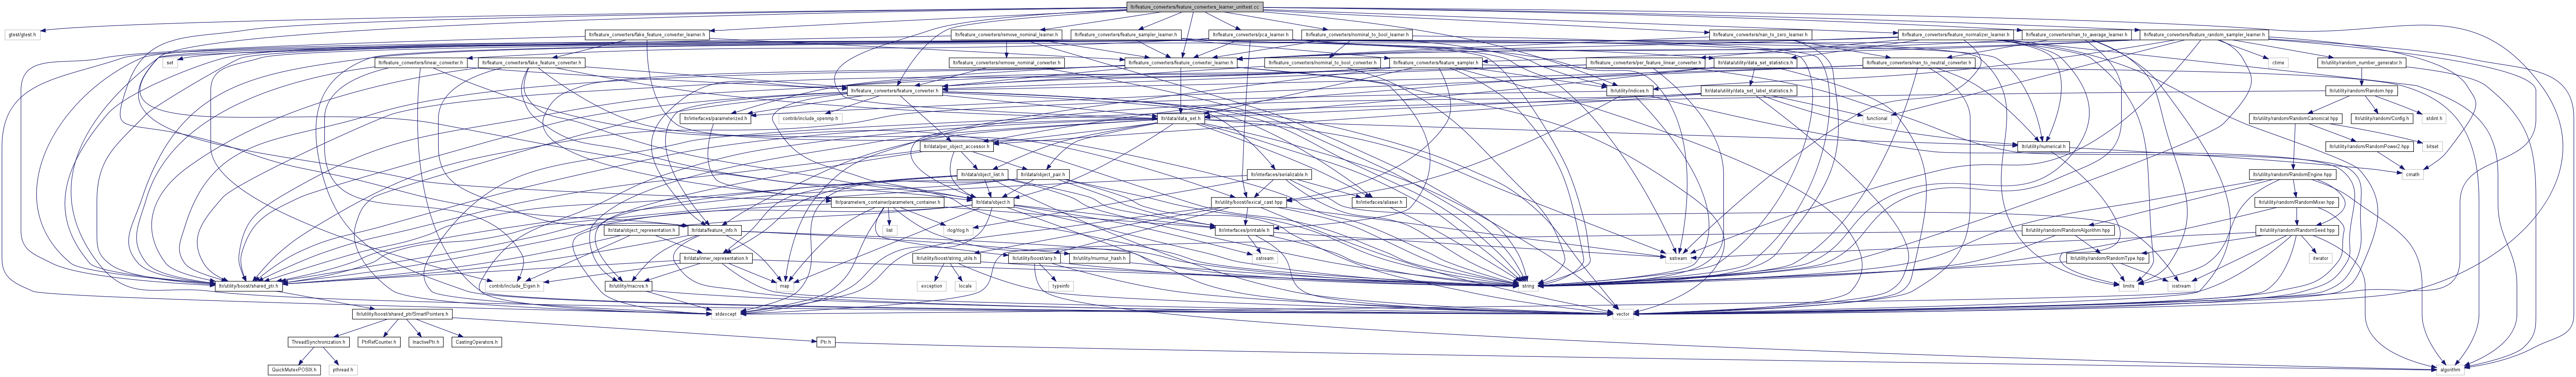 ltr/feature_converters/feature_converters_learner_unittest.cc
gtest/gtest.h
ltr/feature_converters/fake_feature_converter_learner.h
ltr/feature_converters/remove_nominal_learner.h
ltr/feature_converters/feature_sampler_learner.h
ltr/feature_converters/pca_learner.h
ltr/feature_converters/nominal_to_bool_learner.h
ltr/feature_converters/nan_to_zero_learner.h
ltr/feature_converters/feature_normalizer_learner.h
ltr/feature_converters/nan_to_average_learner.h
ltr/feature_converters/feature_random_sampler_learner.h
set
ltr/feature_converters/linear_converter.h
ltr/feature_converters/fake_feature_converter.h
ltr/feature_converters/remove_nominal_converter.h
ltr/feature_converters/feature_converter_learner.h
ltr/feature_converters/nominal_to_bool_converter.h
ltr/feature_converters/feature_sampler.h
ltr/feature_converters/per_feature_linear_converter.h
ltr/data/utility/data_set_statistics.h
ltr/feature_converters/nan_to_neutral_converter.h
ctime
ltr/utility/random_number_generator.h
ltr/feature_converters/feature_converter.h
ltr/utility/indices.h
ltr/data/utility/data_set_label_statistics.h
ltr/utility/random/Random.hpp
ltr/interfaces/parameterized.h
contrib/include_openmp.h
ltr/data/data_set.h
functional
ltr/utility/random/RandomCanonical.hpp
ltr/utility/random/Config.h
stdint.h
ltr/data/per_object_accessor.h
ltr/utility/numerical.h
ltr/utility/random/RandomPower2.hpp
bitset
ltr/data/object_list.h
ltr/data/object_pair.h
ltr/interfaces/serializable.h
cmath
ltr/utility/random/RandomEngine.hpp
ltr/parameters_container/parameters_container.h
ltr/data/object.h
ltr/utility/boost/lexical_cast.hpp
ltr/interfaces/aliaser.h
ltr/utility/random/RandomMixer.hpp
ltr/data/object_representation.h
ltr/data/feature_info.h
list
rlog/rlog.h
ltr/interfaces/printable.h
ltr/utility/random/RandomAlgorithm.hpp
ltr/utility/random/RandomSeed.hpp
ltr/data/inner_representation.h
ltr/utility/boost/string_utils.h
ltr/utility/boost/any.h
ltr/utility/murmur_hash.h
ostream
sstream
ltr/utility/random/RandomType.hpp
iterator
ltr/utility/boost/shared_ptr.h
contrib/include_Eigen.h
ltr/utility/macros.h
map
exception
locale
typeinfo
string
limits
iostream
ltr/utility/boost/shared_ptr/SmartPointers.h
stdexcept
vector
ThreadSynchronization.h
PtrRefCounter.h
InactivePtr.h
CastingOperators.h
Ptr.h
QuickMutexPOSIX.h
pthread.h
algorithm